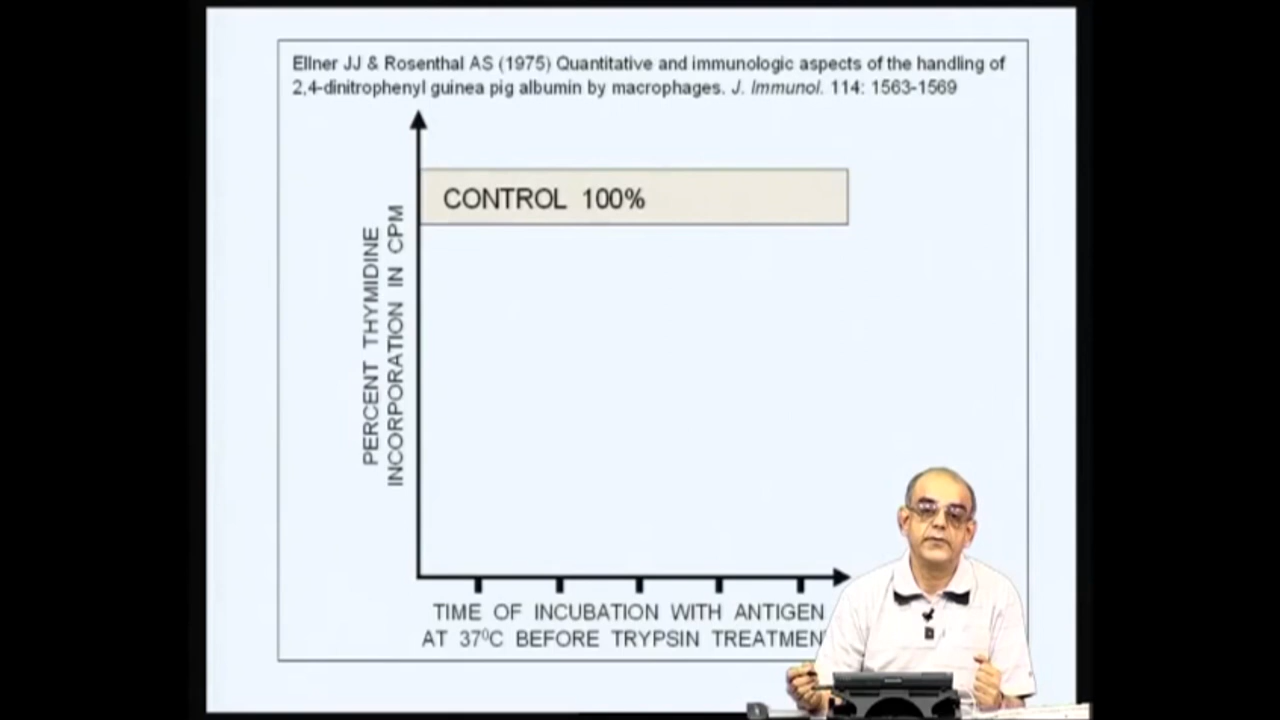 Ellner JJ & Rosenthal AS (1975) Quantitative and immunologic aspects of the handling of
2,4-dinitrophenyl guinea pig albumin by macrophages. J. Immunol. 114: 1563-1569
CONTROL 100%
PERCENT THYMIDINE
INCORPORATION IN CPM
TIME OF INCUBATION WITH ANTIGEN
AT 37⁰C BEFORE TRYPSIN TREATMEN